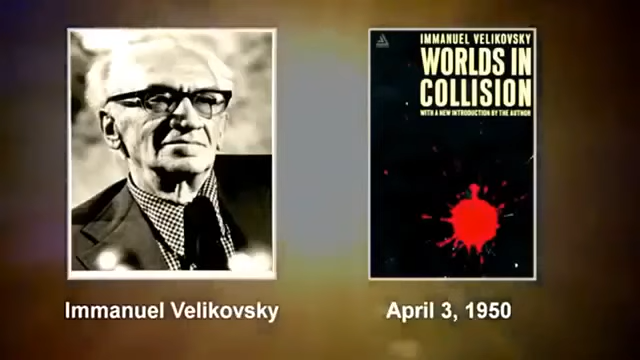 IMMANUEL VELIKOVSKY
WORLDS IN
COLLISION
WITH A NEW INTRODUCTION BY THE AUTHOR
Immanuel Velikovsky
April 3, 1950